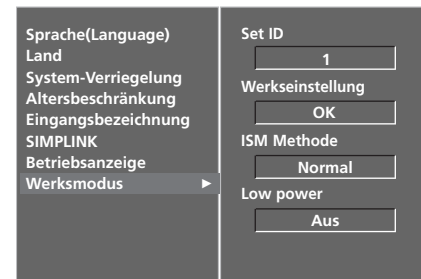 Sprache(Language)
Land
System-Verriegelung
Altersbeschränkung
Eingangsbezeichnung
SIMPLINK
Betriebsanzeige
Werksmodus ►
Set ID
1
Werkseinstellung
OK
ISM Methode
Normal
Low power
Aus